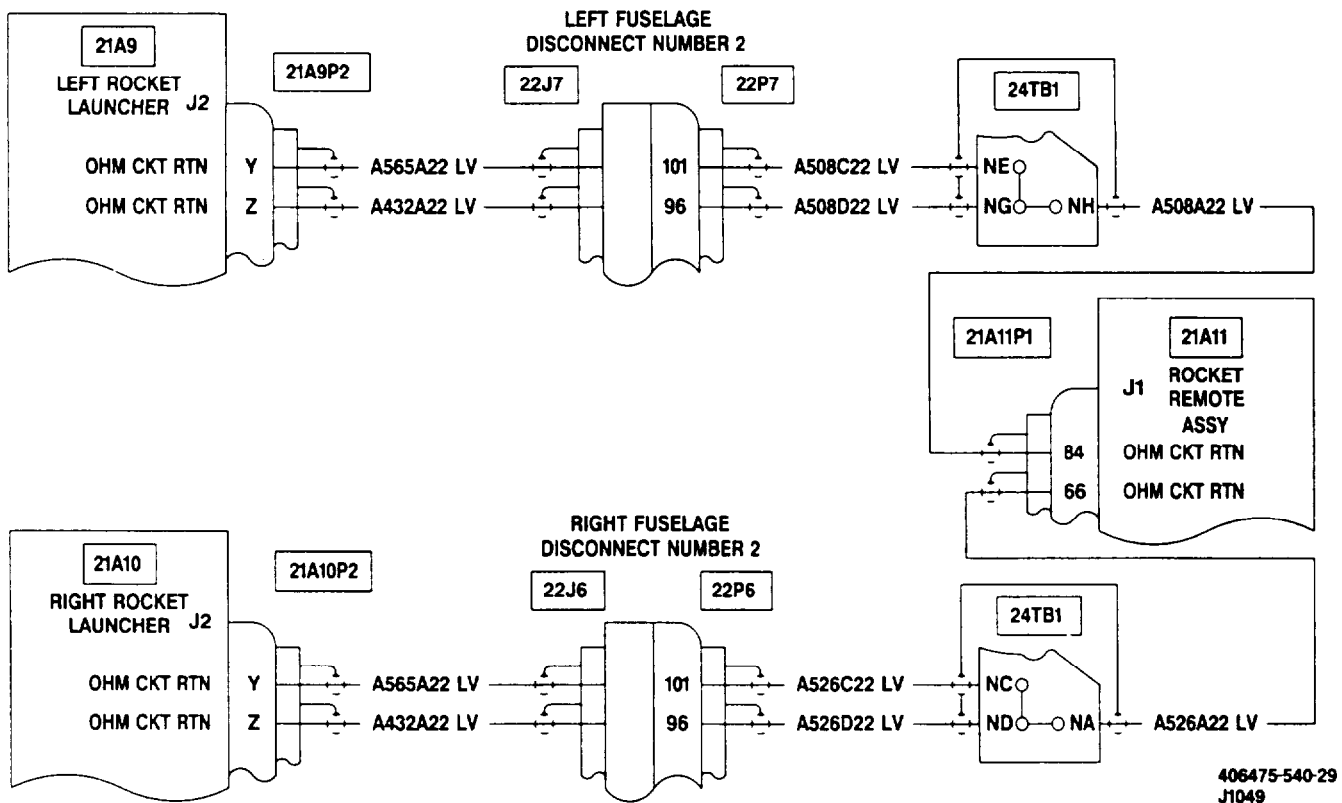 LEFT FUSELAGE
DISCONNECT NUMBER 2
21A9
21A9P2
22J7
22P7
24TB1
LEFT ROCKET
LAUNCHER J2
OHM CKT RTN Y A565A22 LV 101 A508C22 LV NE
OHM CKT RTN Z A432A22 LV 96 A508D22 LV NG NH A508A22 LV
21A11P1
21A11
J1 ROCKET
REMOTE
ASSY
84 OHM CKT RTN
66 OHM CKT RTN
RIGHT FUSELAGE
DISCONNECT NUMBER 2
21A10
21A10P2
22J6
22P6
24TB1
RIGHT ROCKET
LAUNCHER J2
OHM CKT RTN Y A565A22 LV 101 A526C22 LV NC
OHM CKT RTN Z A432A22 LV 96 A526D22 LV ND NA A526A22 LV
406475-540-29
J1049